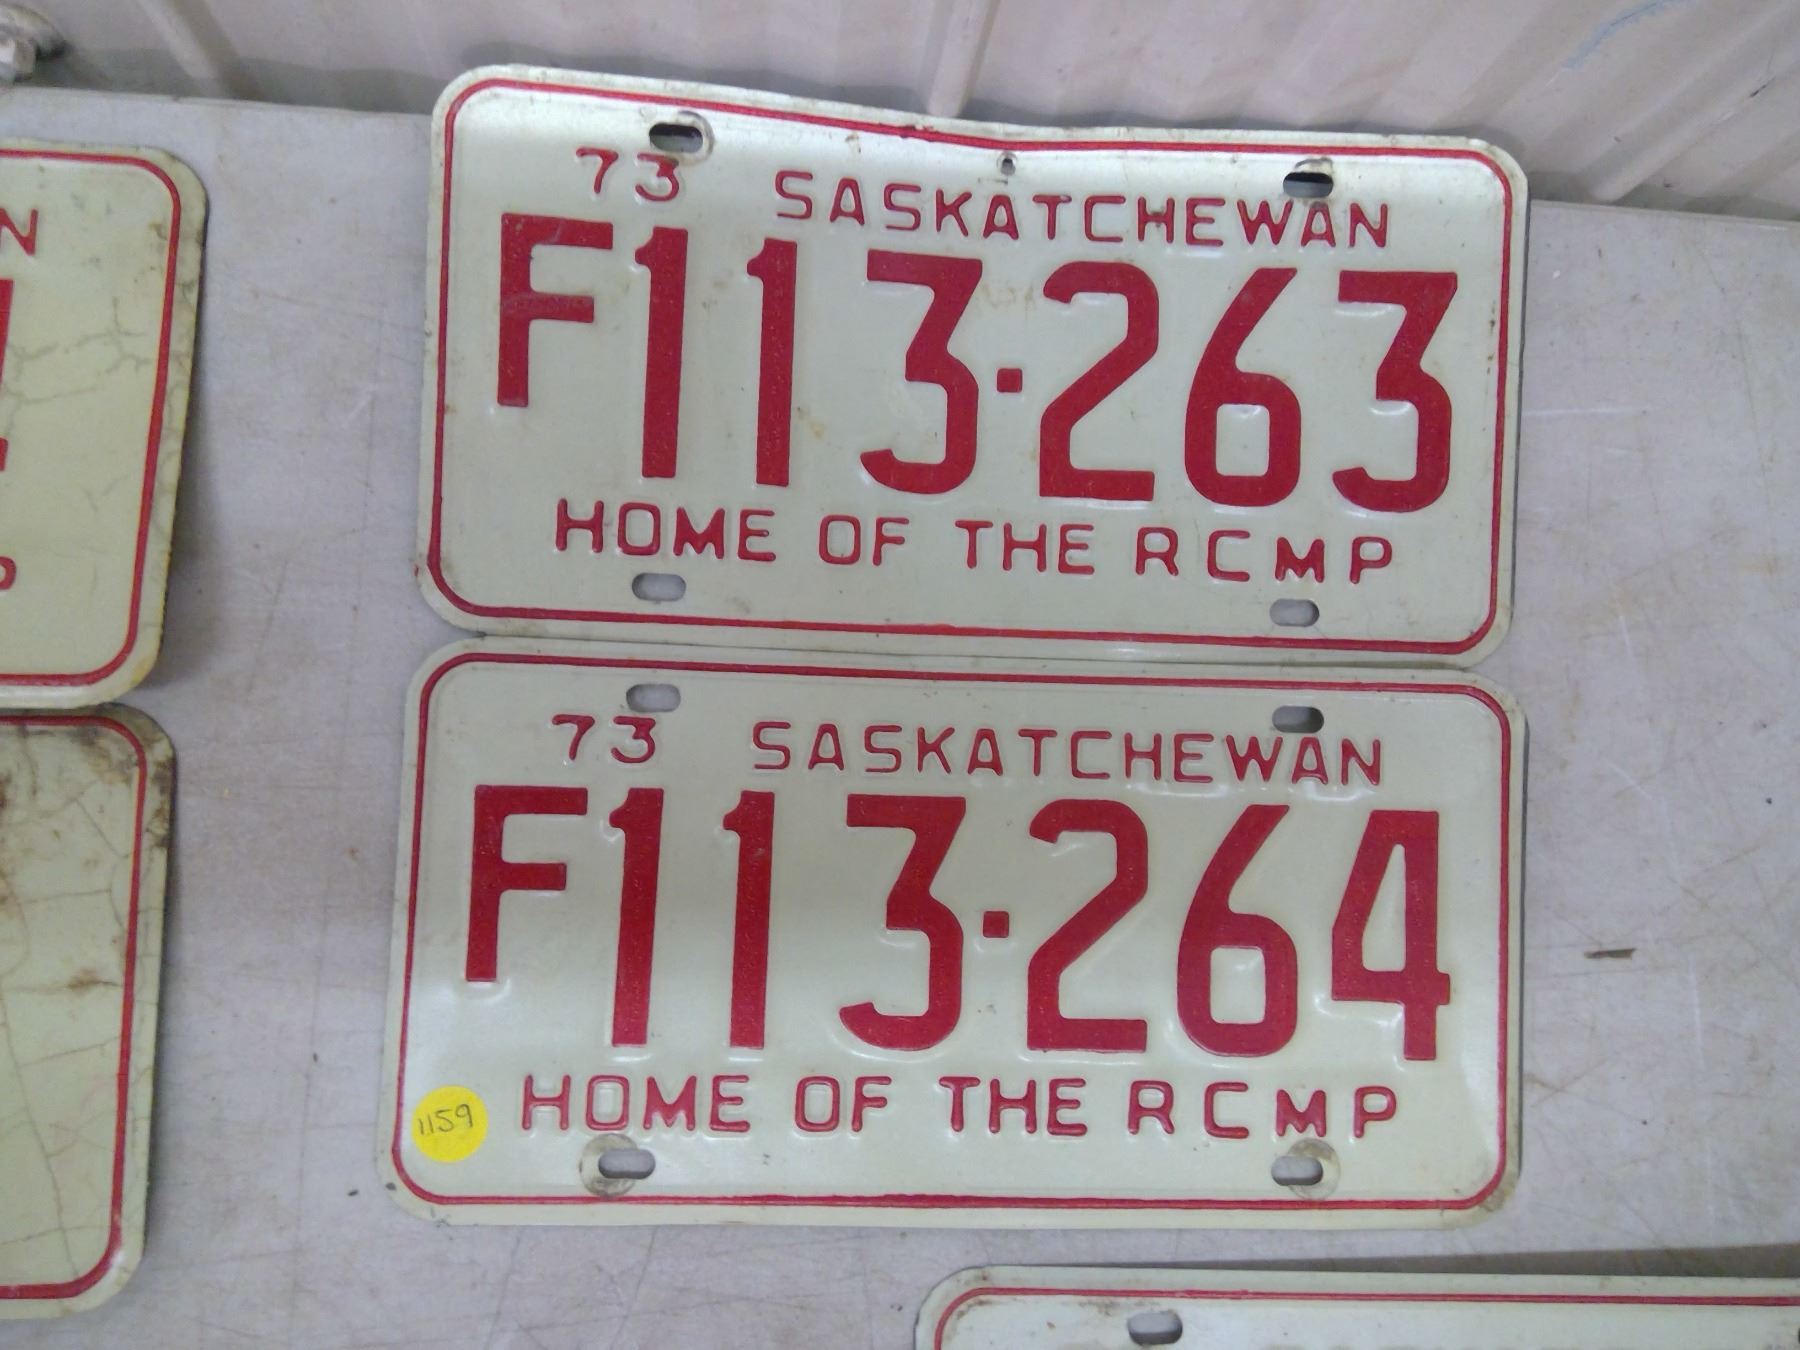 73 SASKATCHEWAN
F113·263
HOME OF THE RCMP
73 SASKATCHEWAN
F113·264
HOME OF THE RCMP
1159
N
P